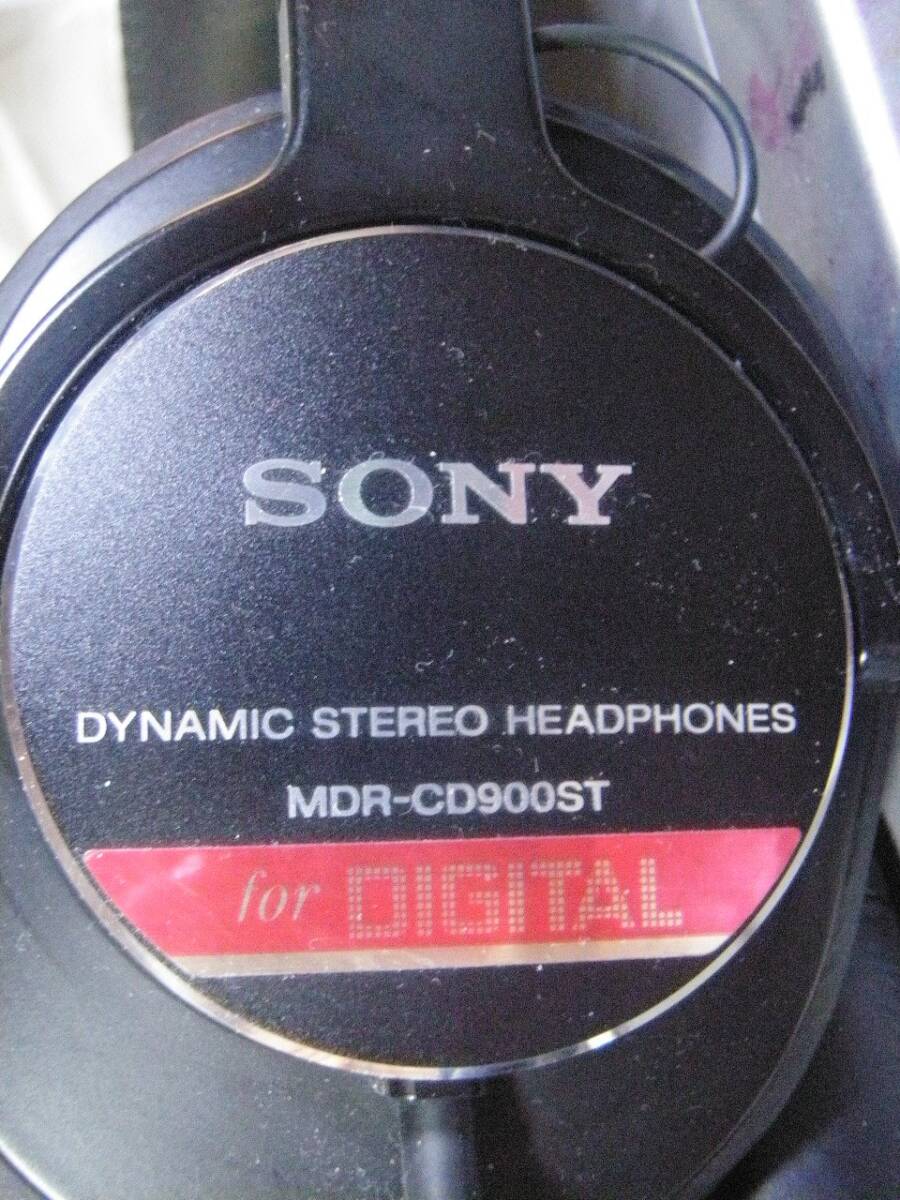 SONY
DYNAMIC STEREO HEADPHONES
MDR-CD900ST
for DIGITAL